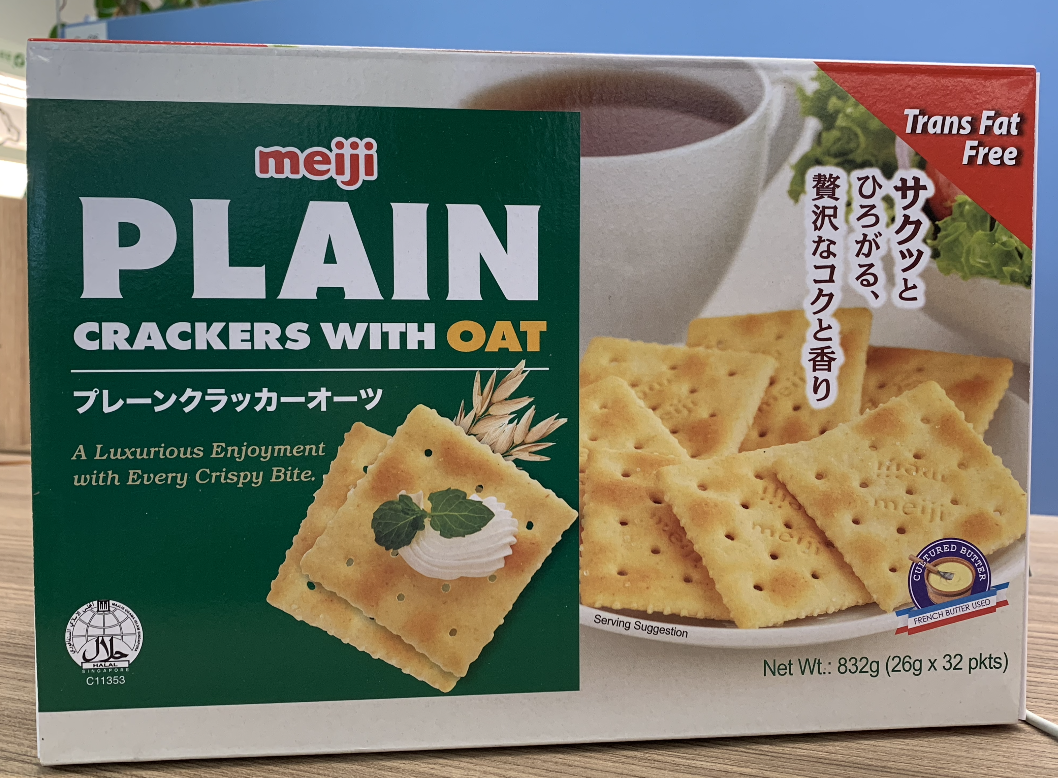 meiji
PLAIN
CRACKERS WITH OAT
プレーンクラッカーオーツ
A Luxurious Enjoyment
with Every Crispy Bite.
HALAL
SINGAPORE
C11353
Trans Fat
Free
サクッと
ひろがる、
贅沢なコクと香り
meiji
meiji
CULTURED BUTTER
FRENCH BUTTER USED
Serving Suggestion
Net Wt.: 832g (26g x 32 pkts)